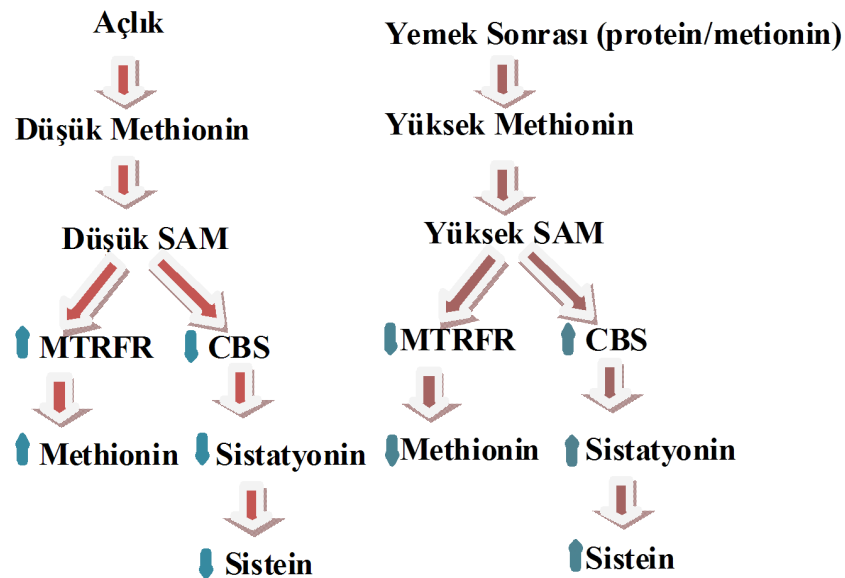 Açlık
Düşük Methionin
Düşük SAM
MTRFR CBS
Methionin Sistatyonin
Sistein
Yemek Sonrası (protein/metionin)
Yüksek Methionin
Yüksek SAM
MTRFR CBS
Methionin Sistatyonin
Sistein